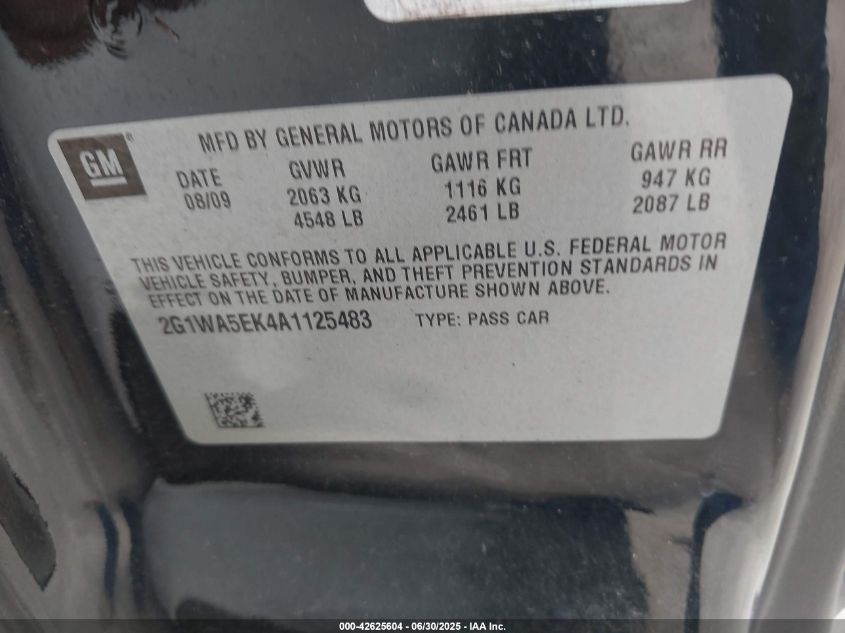 MFD BY GENERAL MOTORS OF CANADA LTD.
GM
DATE GVWR GAWR FRT GAWR RR
08/09 2063 KG 1116 KG 947 KG
4548 LB 2461 LB 2087 LB
THIS VEHICLE CONFORMS TO ALL APPLICABLE U.S. FEDERAL MOTOR
VEHICLE SAFETY, BUMPER, AND THEFT PREVENTION STANDARDS IN
EFFECT ON THE DATE OF MANUFACTURE SHOWN ABOVE.
2G1WA5EK4A1125483 TYPE: PASS CAR
000-42625604 - 06/30/2025 - IAA Inc.